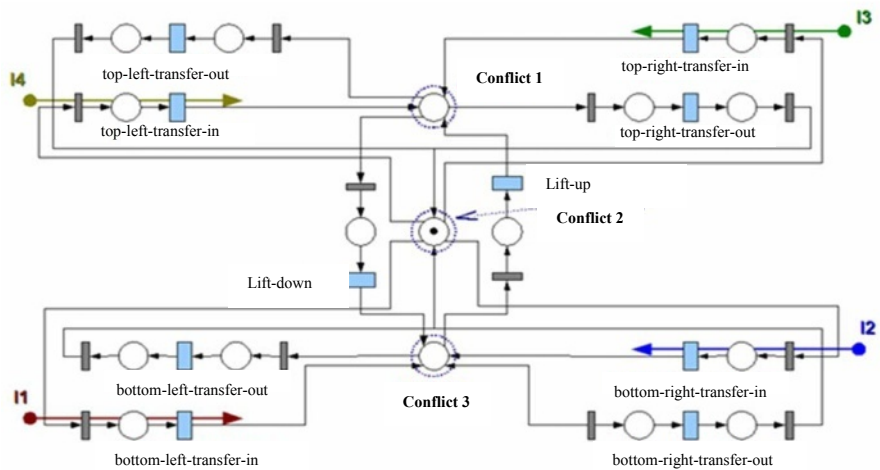 I3
top-left-transfer-out
Conflict 1
top-right-transfer-in
I4
top-left-transfer-in
top-right-transfer-out
Lift-up
Conflict 2
Lift-down
I2
bottom-left-transfer-out
bottom-right-transfer-in
I1
Conflict 3
bottom-left-transfer-in
bottom-right-transfer-out